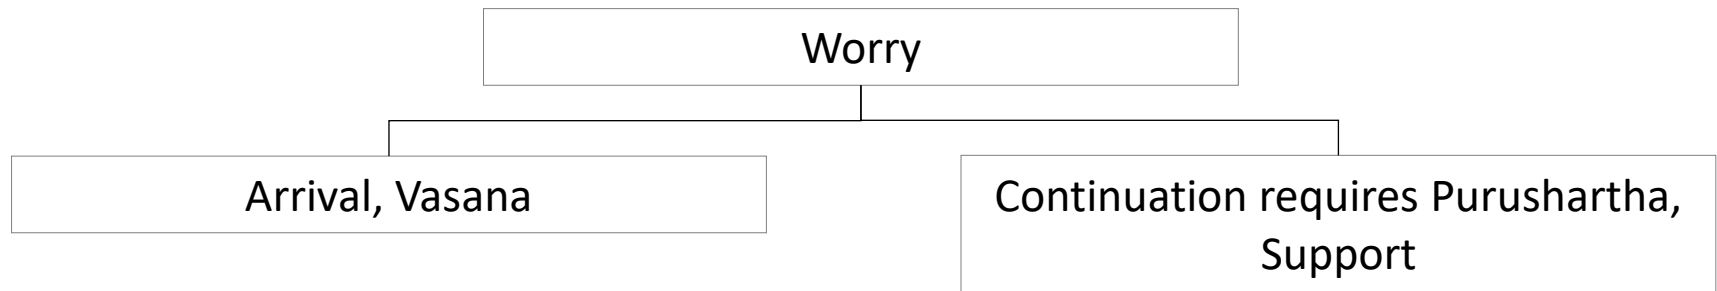 Worry
Arrival, Vasana
Continuation requires Purushartha,
Support